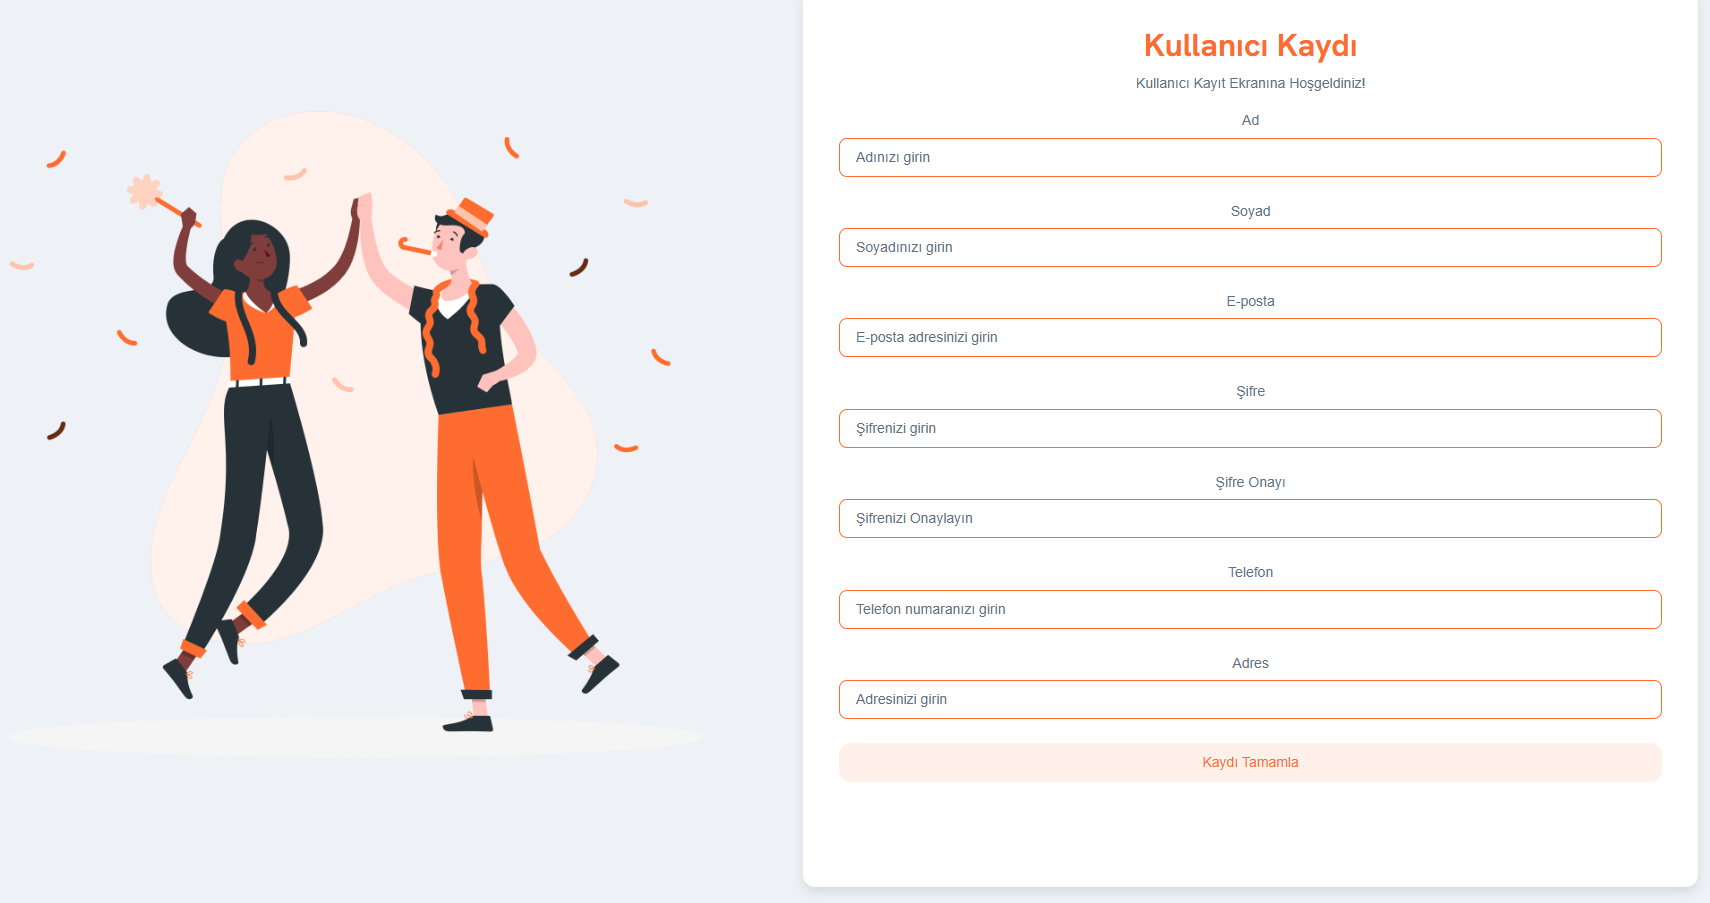 Kullanıcı Kaydı
Kullanıcı Kayıt Ekranına Hoşgeldiniz!
Ad
Adınızı girin
Soyad
Soyadınızı girin
E-posta
E-posta adresinizi girin
Şifre
Şifrenizi girin
Şifre Onayı
Şifrenizi Onaylayın
Telefon
Telefon numaranızı girin
Adres
Adresinizi girin
Kaydı Tamamla